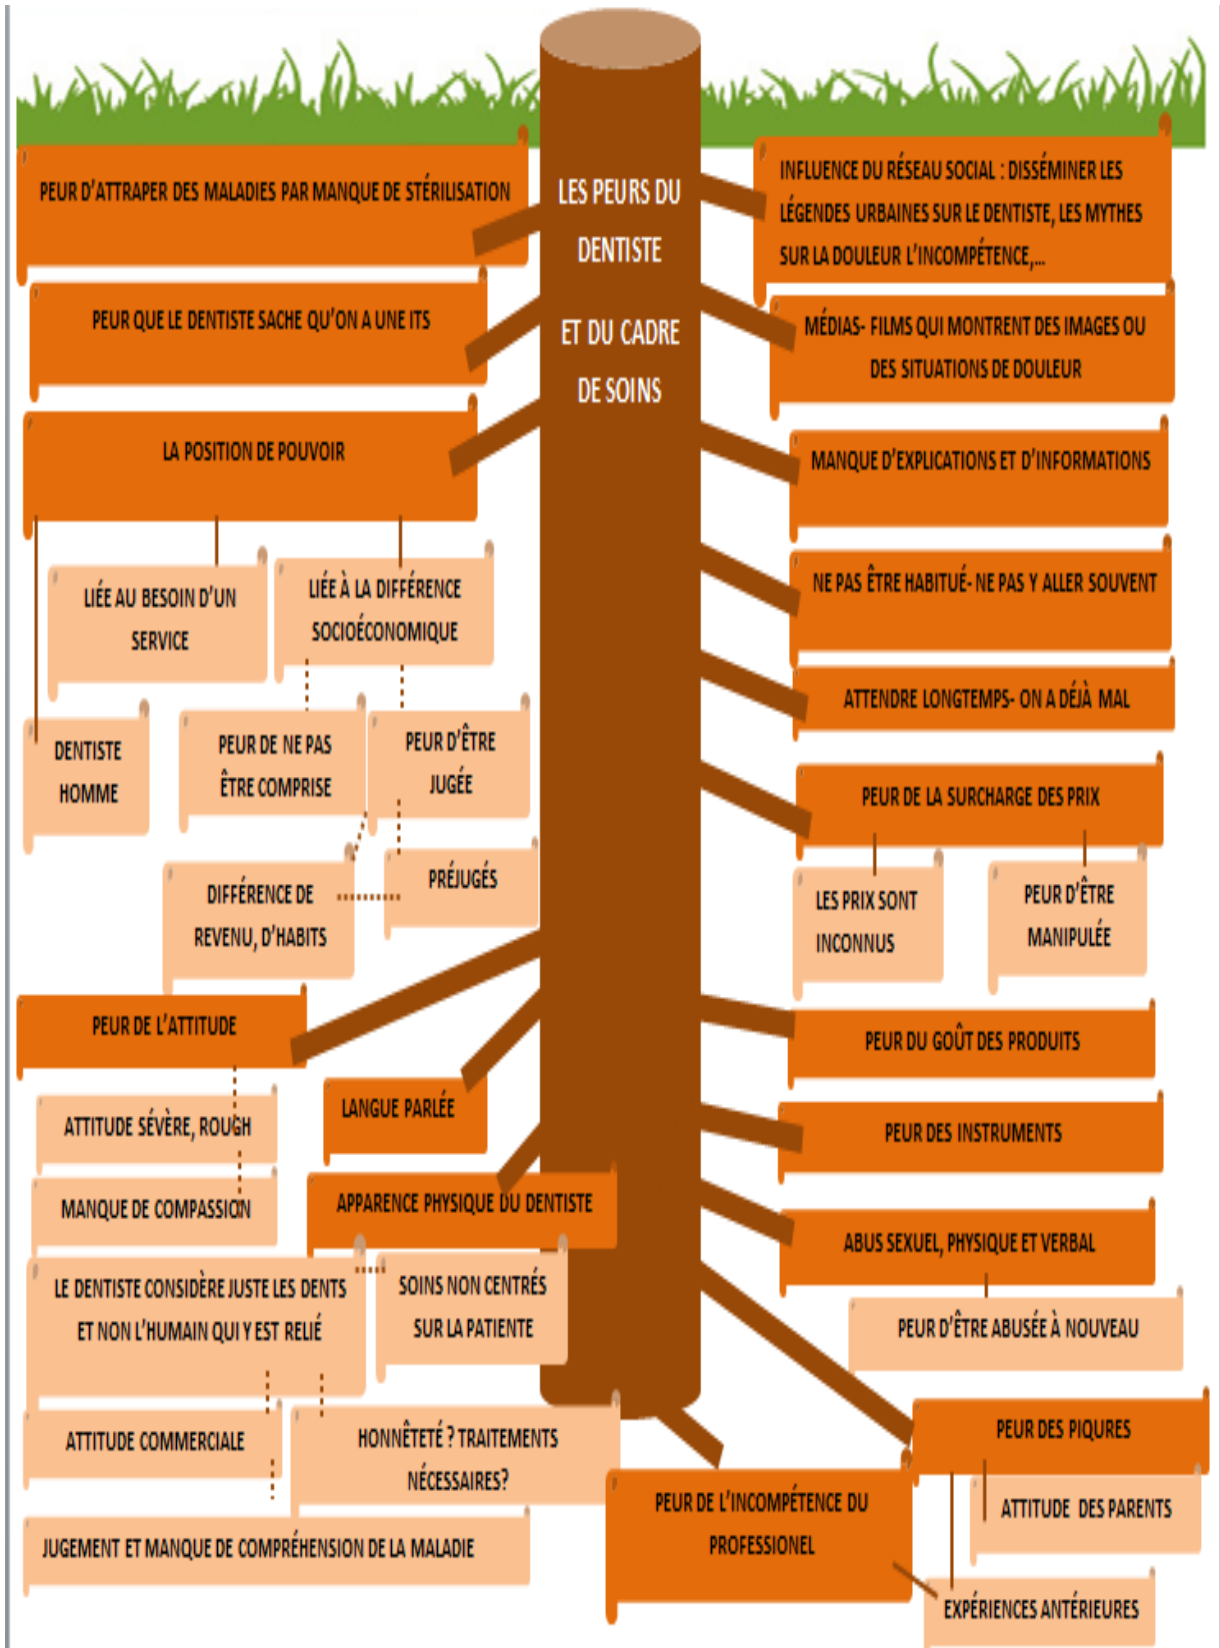 LES PEURS DU
DENTISTE
ET DU CADRE
DE SOINS
PEUR D'ATTRAPER DES MALADIES PAR MANQUE DE STÉRILISATION
PEUR QUE LE DENTISTE SACHE QU'ON A UNE ITS
LA POSITION DE POUVOIR
LIÉE AU BESOIN D'UN
SERVICE
LIÉE À LA DIFFÉRENCE
SOCIOÉCONOMIQUE
DENTISTE
HOMME
PEUR DE NE PAS
ÊTRE COMPRISE
PEUR D'ÊTRE
JUGÉE
DIFFÉRENCE DE
REVENU, D'HABITS
PRÉJUGÉS
PEUR DE L'ATTITUDE
ATTITUDE SÉVÈRE, ROUGH
MANQUE DE COMPASSION
LANGUE PARLÉE
APPARENCE PHYSIQUE DU DENTISTE
LE DENTISTE CONSIDÈRE JUSTE LES DENTS
ET NON L'HUMAIN QUI Y EST RELIÉ
SOINS NON CENTRÉS
SUR LA PATIENTE
ATTITUDE COMMERCIALE
HONNÊTETÉ ? TRAITEMENTS
NÉCESSAIRES?
JUGEMENT ET MANQUE DE COMPRÉHENSION DE LA MALADIE
INFLUENCE DU RÉSEAU SOCIAL : DISSÉMINER LES
LÉGENDES URBAINES SUR LE DENTISTE, LES MYTHES
SUR LA DOULEUR L'INCOMPÉTENCE,...
MÉDIAS- FILMS QUI MONTRENT DES IMAGES OU
DES SITUATIONS DE DOULEUR
MANQUE D'EXPLICATIONS ET D'INFORMATIONS
NE PAS ÊTRE HABITUÉ- NE PAS Y ALLER SOUVENT
ATTENDRE LONGTEMPS- ON A DÉJÀ MAL
PEUR DE LA SURCHARGE DES PRIX
LES PRIX SONT
INCONNUS
PEUR D'ÊTRE
MANIPULÉE
PEUR DU GOÛT DES PRODUITS
PEUR DES INSTRUMENTS
ABUS SEXUEL, PHYSIQUE ET VERBAL
PEUR D'ÊTRE ABUSÉE À NOUVEAU
PEUR DES PIQURES
ATTITUDE DES PARENTS
PEUR DE L'INCOMPÉTENCE DU
PROFESSIONEL
EXPÉRIENCES ANTÉRIEURES